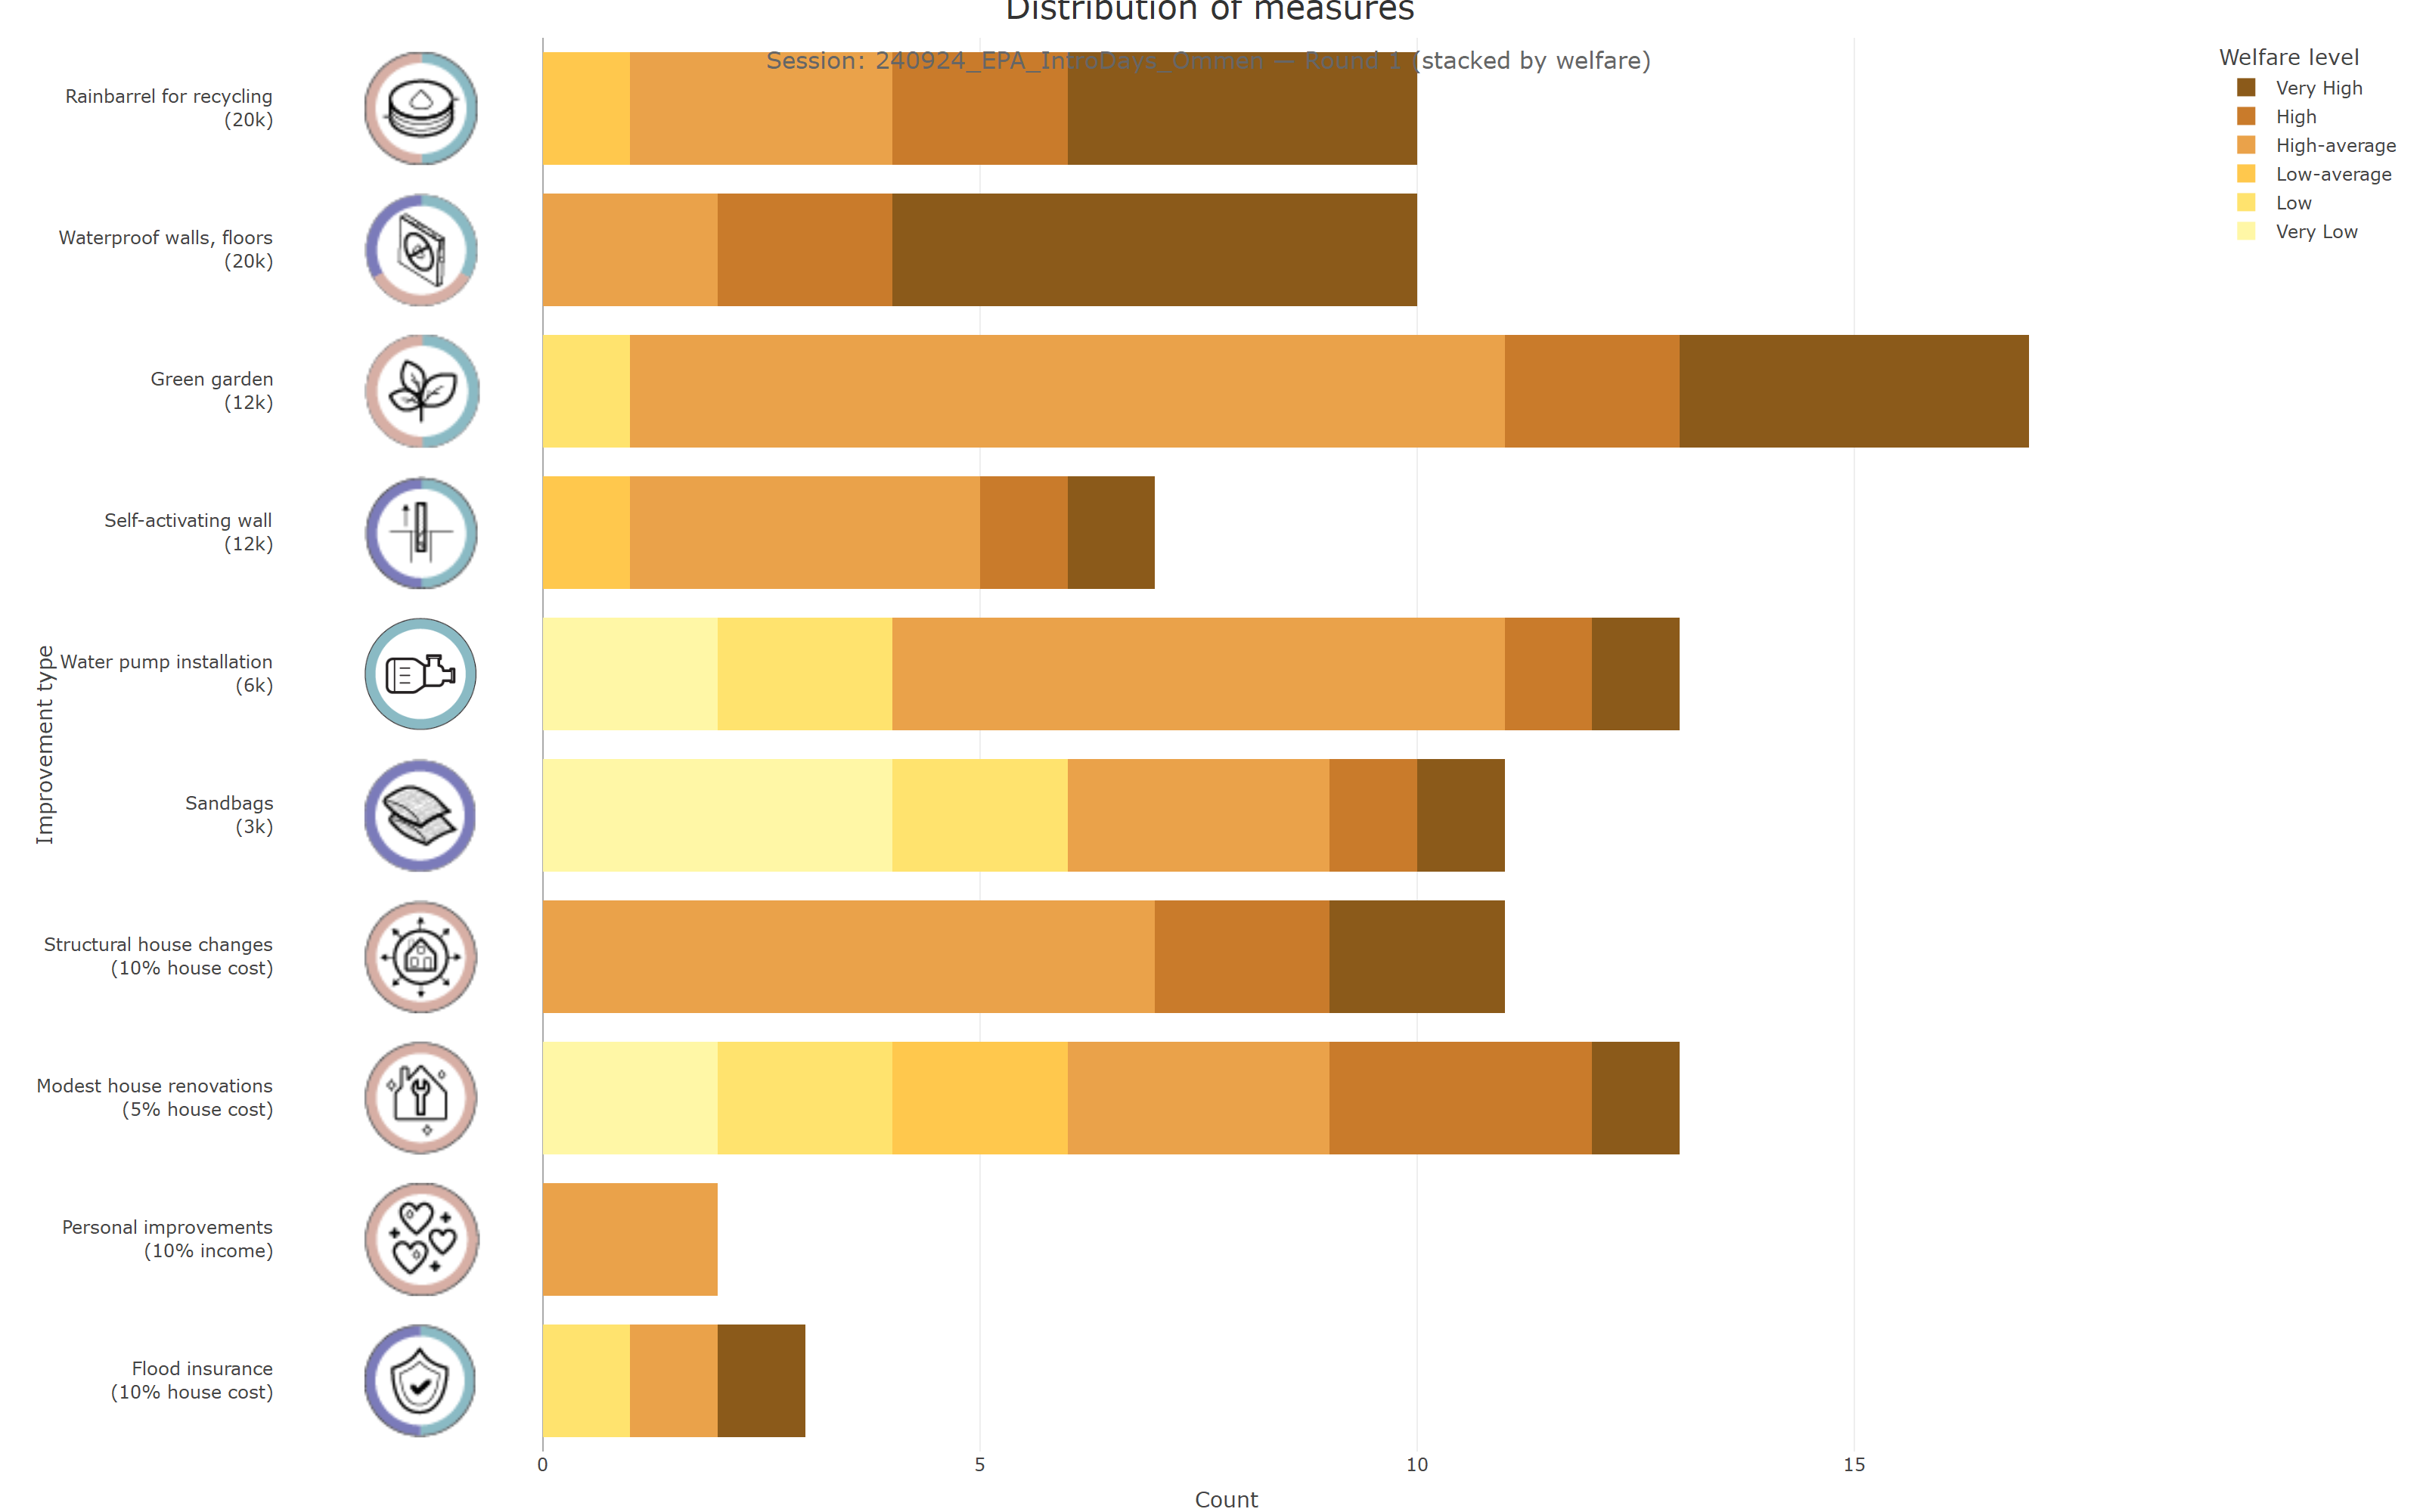 Distribution of measures
Session: 240924_EPA_IntroDays_Ommen — Round 1 (stacked by welfare)
Welfare level
Very High
High
High-average
Low-average
Low
Very Low
Improvement type
Rainbarrel for recycling
(20k)
Waterproof walls, floors
(20k)
Green garden
(12k)
Self-activating wall
(12k)
Water pump installation
(6k)
Sandbags
(3k)
Structural house changes
(10% house cost)
Modest house renovations
(5% house cost)
Personal improvements
(10% income)
Flood insurance
(10% house cost)
0
5
10
15
Count